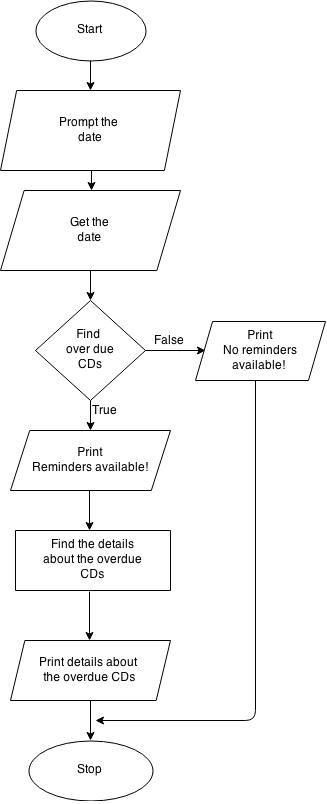 Start
Prompt the
date
Get the
date
Find
over due
CDs
False
Print
No reminders
available!
True
Print
Reminders available!
Find the details
about the overdue
CDs
Print details about
the overdue CDs
Stop